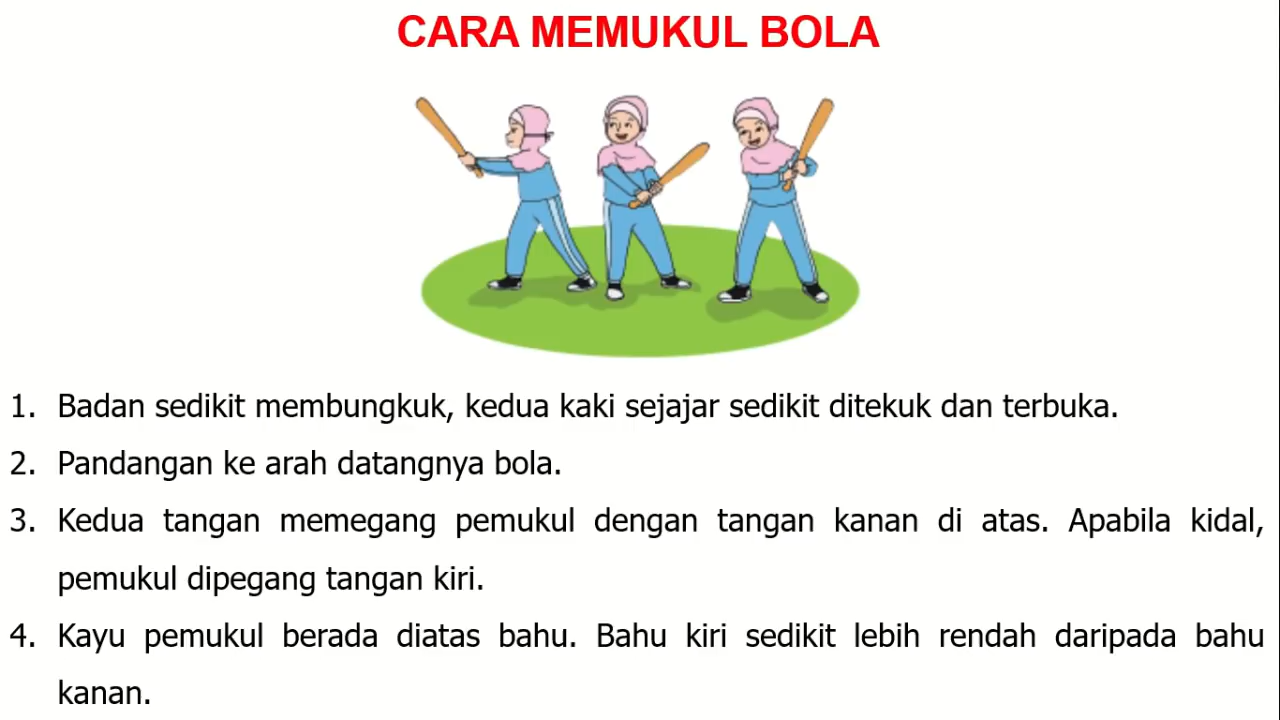 CARA MEMUKUL BOLA
1. Badan sedikit membungkuk, kedua kaki sejajar sedikit ditekuk dan terbuka.
2. Pandangan ke arah datangnya bola.
3. Kedua tangan memegang pemukul dengan tangan kanan di atas. Apabila kidal,
pemukul dipegang tangan kiri.
4. Kayu pemukul berada diatas bahu. Bahu kiri sedikit lebih rendah daripada bahu
kanan.